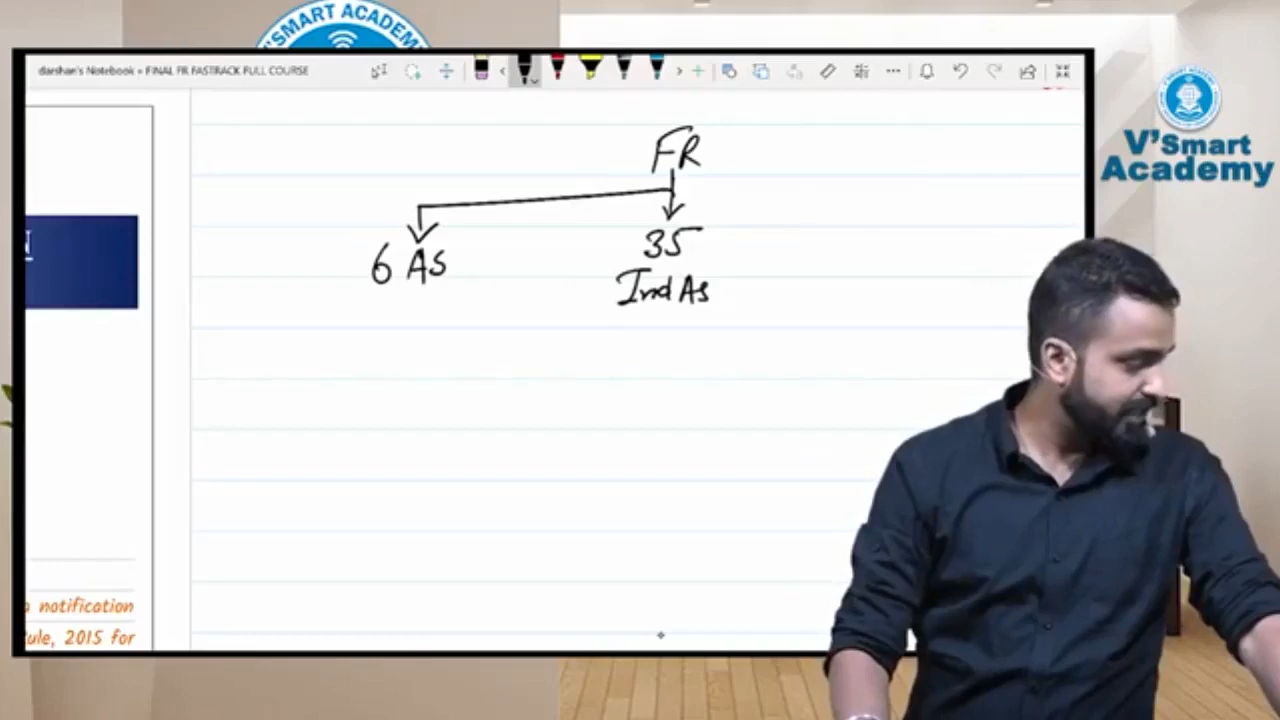 V'SMART ACADEMY
darshan's Notebook » FINAL FR FASTRACK FULL COURSE
V'Smart
Academy
FR
6 AS 35
Ind As
notification
ule, 2015 for